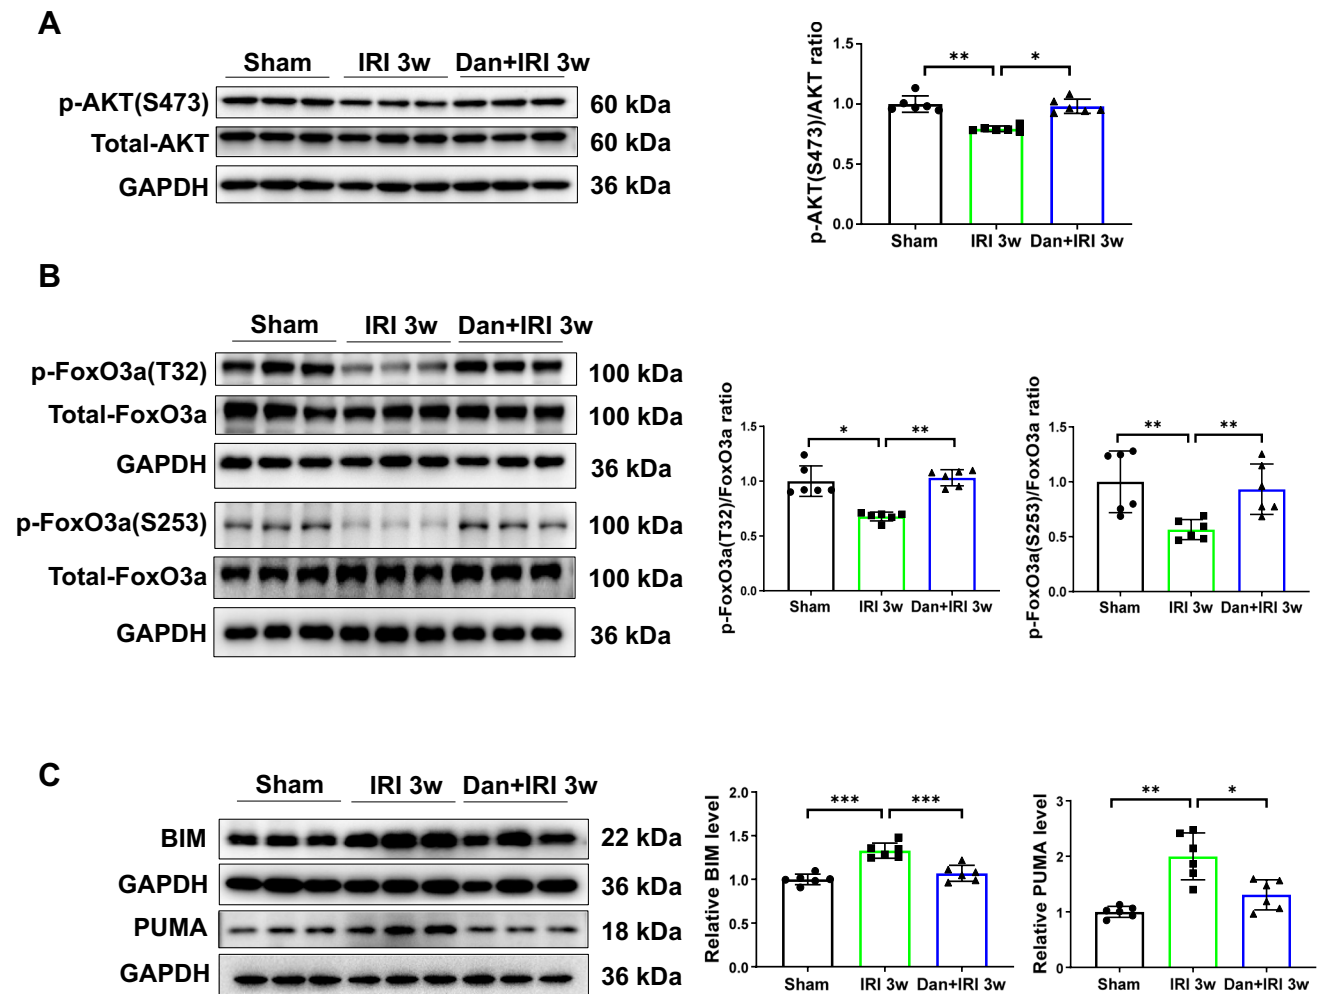 A
Sham IRI 3w Dan+IRI 3w
p-AKT(S473) 60 kDa
Total-AKT 60 kDa
GAPDH 36 kDa
p-AKT(S473)/AKT ratio
1.5
1.0
0.5
0.0
** *
Sham IRI 3w Dan+IRI 3w
B
Sham IRI 3w Dan+IRI 3w
p-FoxO3a(T32) 100 kDa
Total-FoxO3a 100 kDa
GAPDH 36 kDa
p-FoxO3a(S253) 100 kDa
Total-FoxO3a 100 kDa
GAPDH 36 kDa
p-FoxO3a(T32)/FoxO3a ratio
1.5
1.0
0.5
0.0
* **
Sham IRI 3w Dan+IRI 3w
p-FoxO3a(S253)/FoxO3a ratio
1.5
1.0
0.5
0.0
** **
Sham IRI 3w Dan+IRI 3w
C
Sham IRI 3w Dan+IRI 3w
BIM 22 kDa
GAPDH 36 kDa
PUMA 18 kDa
GAPDH 36 kDa
Relative BIM level
2.0
1.5
1.0
0.5
0.0
*** ***
Sham IRI 3w Dan+IRI 3w
Relative PUMA level
3
2
1
0
** *
Sham IRI 3w Dan+IRI 3w